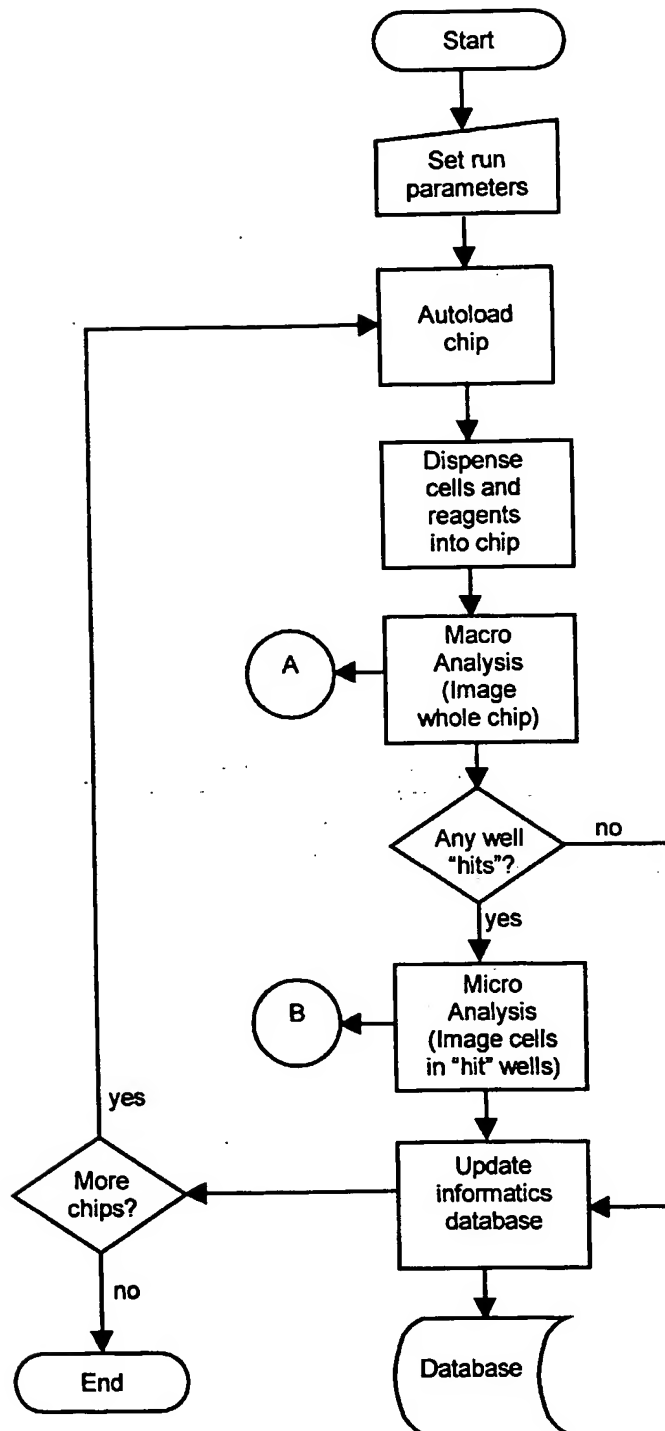 Start
Set run
parameters
Autoload
chip
Dispense
cells and
reagents
into chip
Macro
Analysis
(Image
whole chip)
A
Any well
"hits"?
no
yes
Micro
Analysis
(Image cells
in "hit" wells)
B
Update
informatics
database
yes
More
chips?
no
End
Database